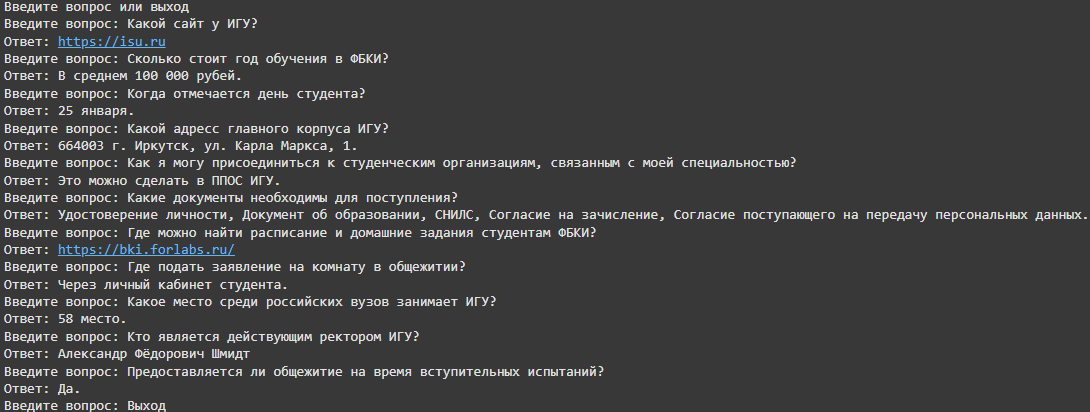 Введите вопрос или выход
Введите вопрос: Какой сайт у ИГУ?
Ответ: https://isu.ru
Введите вопрос: Сколько стоит год обучения в ФБКИ?
Ответ: В среднем 100 000 рублей.
Введите вопрос: Когда отмечается день студента?
Ответ: 25 января.
Введите вопрос: Какой адресс главного корпуса ИГУ?
Ответ: 664003 г. Иркутск, ул. Карла Маркса, 1.
Введите вопрос: Как я могу присоединиться к студенческим организациям, связанным с моей специальностью?
Ответ: Это можно сделать в ППОС ИГУ.
Введите вопрос: Какие документы необходимы для поступления?
Ответ: Удостоверение личности, Документ об образовании, СНИЛС, Согласие на зачисление, Согласие поступающего на передачу персональных данных.
Введите вопрос: Где можно найти расписание и домашние задания студентам ФБКИ?
Ответ: https://bki.forlabs.ru/
Введите вопрос: Где подать заявление на комнату в общежитии?
Ответ: Через личный кабинет студента.
Введите вопрос: Какое место среди российских вузов занимает ИГУ?
Ответ: 58 место.
Введите вопрос: Кто является действующим ректором ИГУ?
Ответ: Александр Фёдорович Шмидт
Введите вопрос: Предоставляется ли общежитие на время вступительных испытаний?
Ответ: Да.
Введите вопрос: Выход